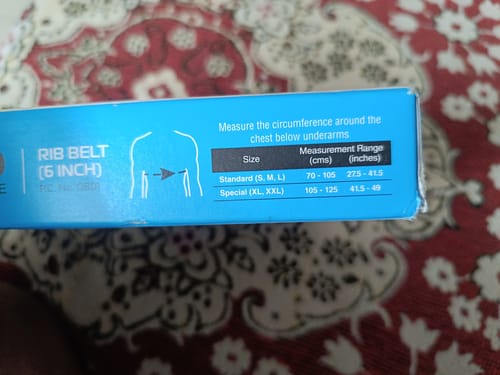 RIB BELT
(6 INCH)
Measure the circumference around the
chest below underarms
Size Measurement Range
(cms) (inches)
Standard (S, M, L) 70 - 105 27.5 - 41.5
Special (XL, XXL) 105 - 125 41.5 - 49